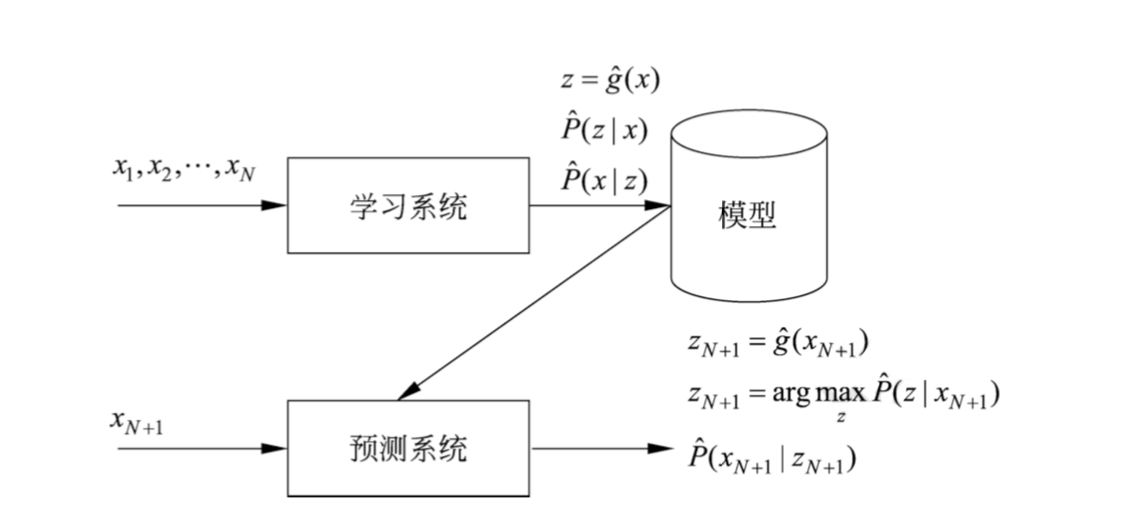 z = ĝ(x)
P̂(z | x)
P̂(x | z)
x₁, x₂, ⋯, x_N
学习系统
模型
z_{N+1} = ĝ(x_{N+1})
z_{N+1} = arg max_z P̂(z | x_{N+1})
x_{N+1}
预测系统
P̂(x_{N+1} | z_{N+1})